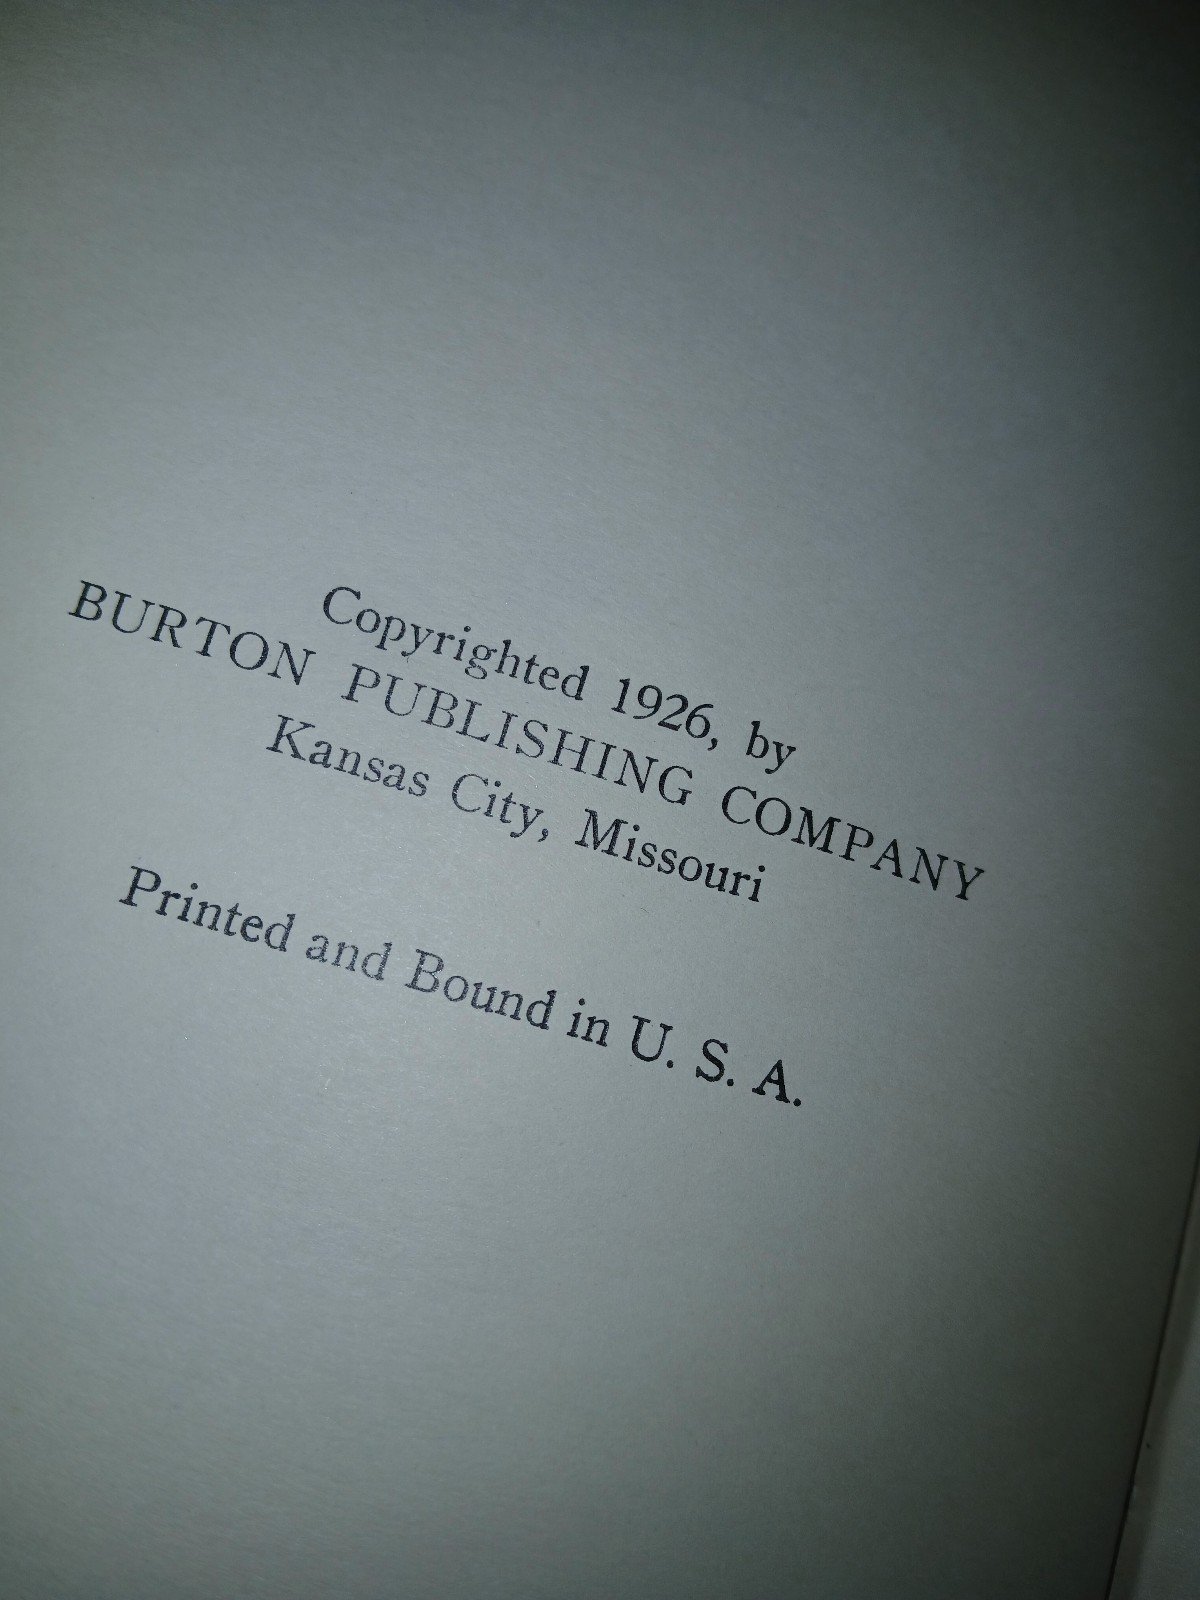 Copyrighted 1926, by
BURTON PUBLISHING COMPANY
Kansas City, Missouri
Printed and Bound in U. S. A.